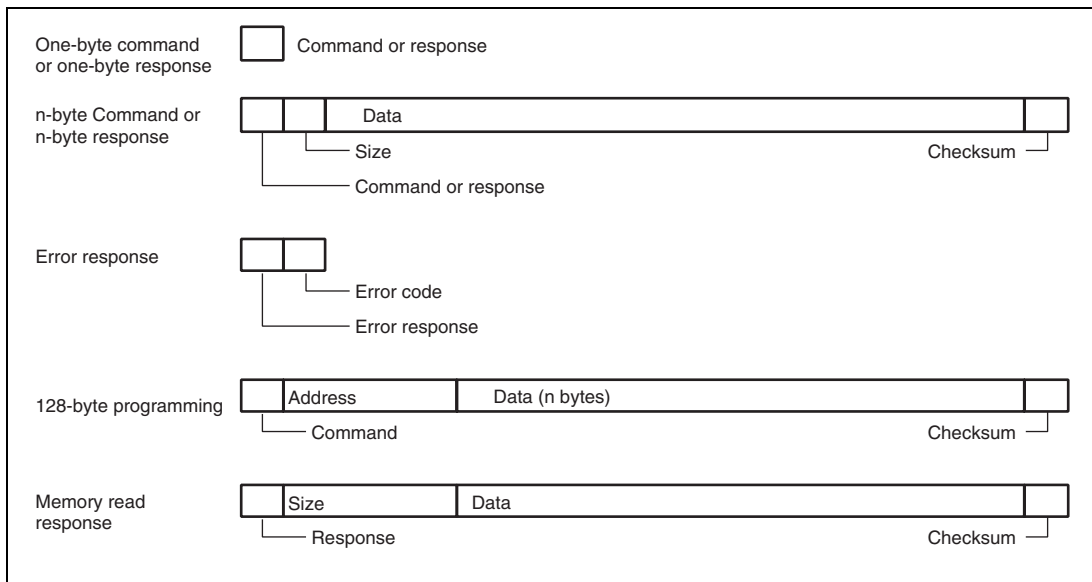 One-byte command
or one-byte response
Command or response
n-byte Command or
n-byte response
Data
Size
Checksum
Command or response
Error response
Error code
Error response
128-byte programming
Address
Data (n bytes)
Command
Checksum
Memory read
response
Size
Data
Response
Checksum